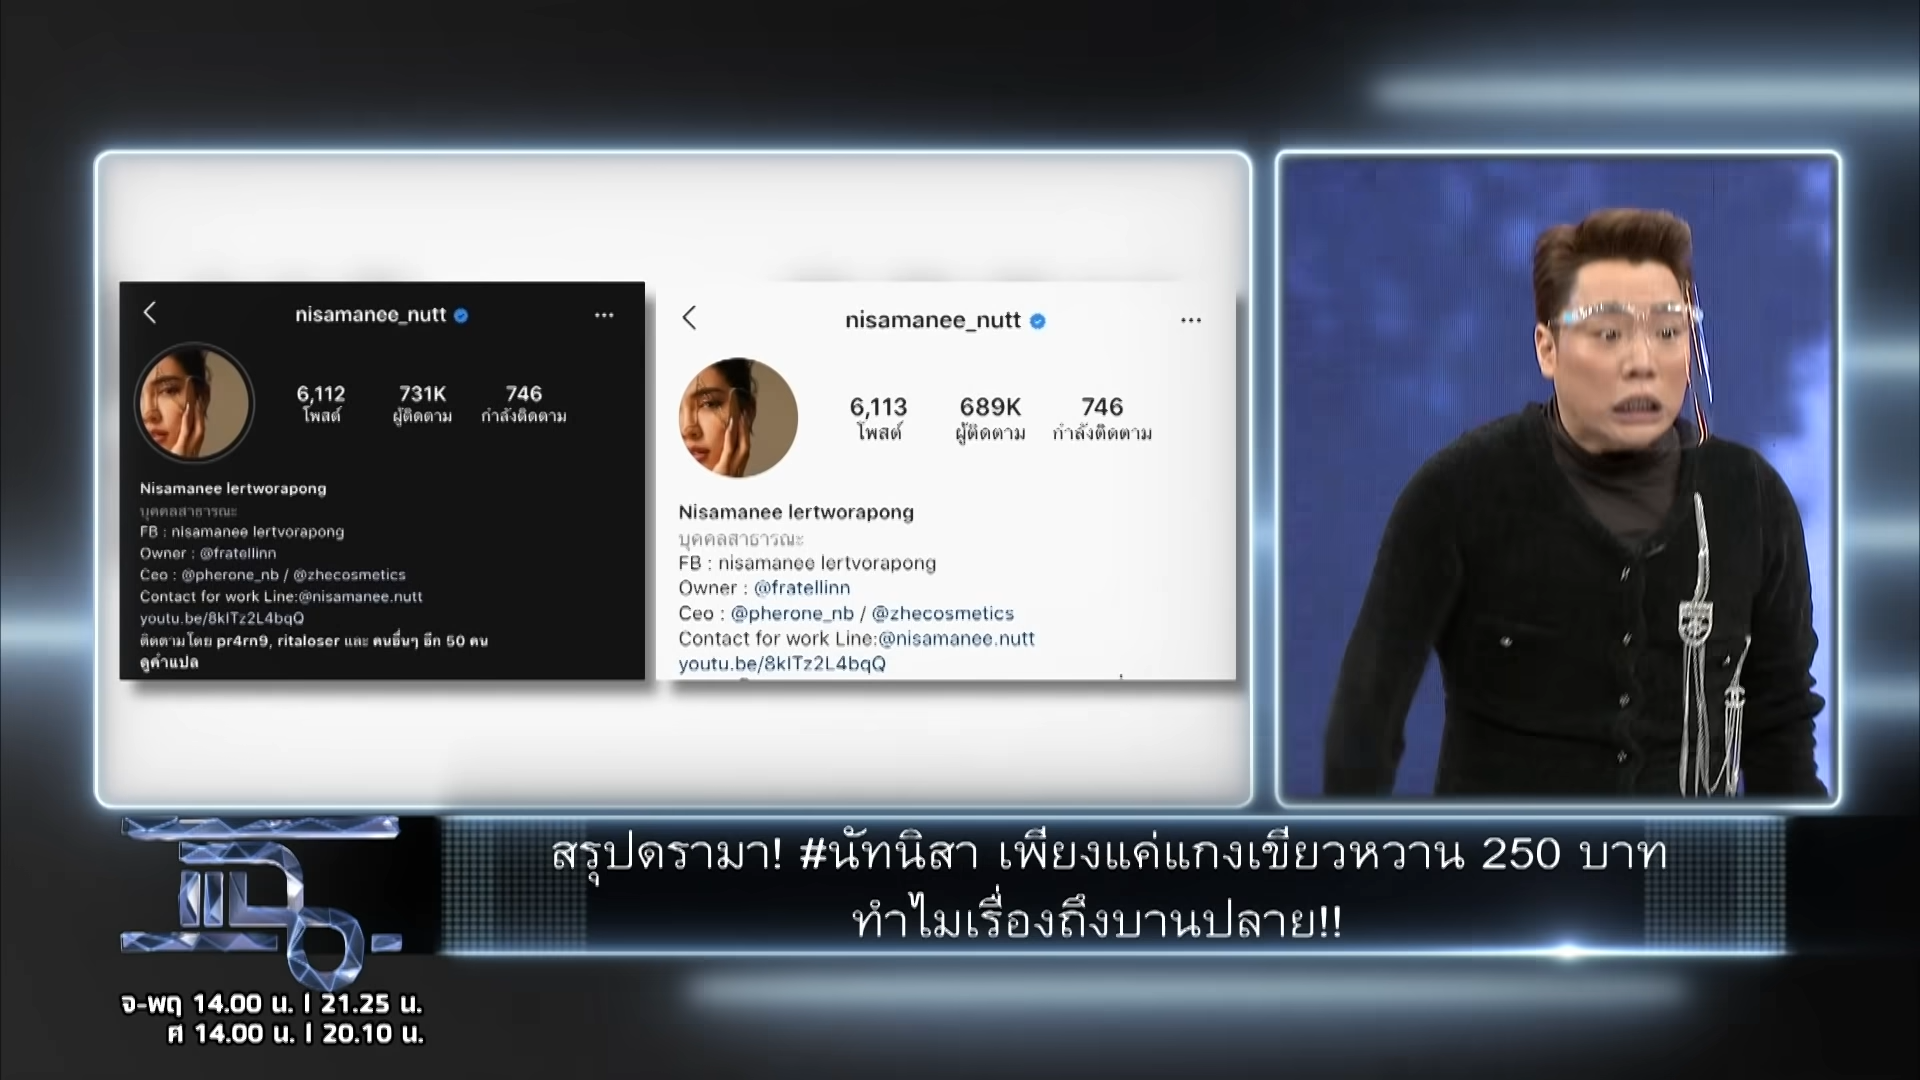 nisamanee_nutt
6,112 731K 746
โพสต์ ผู้ติดตาม กำลังติดตาม
Nisamanee lertworapong
บุคคลสาธารณะ
FB : nisamanee lertvorapong
Owner : @fratellinn
Ceo : @pherone_nb / @zhecosmetics
Contact for work Line:@nisamanee.nutt
youtu.be/8kITz2L4bqQ
ติดตามโดย pr4rn9, ritaloser และ คนอื่นๆ อีก 50 คน
ดูคำแปล
nisamanee_nutt
6,113 689K 746
โพสต์ ผู้ติดตาม กำลังติดตาม
Nisamanee lertworapong
บุคคลสาธารณะ
FB : nisamanee lertvorapong
Owner : @fratellinn
Ceo : @pherone_nb / @zhecosmetics
Contact for work Line:@nisamanee.nutt
youtu.be/8kITz2L4bqQ
สรุปดรามา! #นัทนิสา เพียงแค่แกงเขียวหวาน 250 บาท
ทำไมเรื่องถึงบานปลาย!!
แฉ
จ-พฤ 14.00 น. | 21.25 น.
ศ 14.00 น. | 20.10 น.